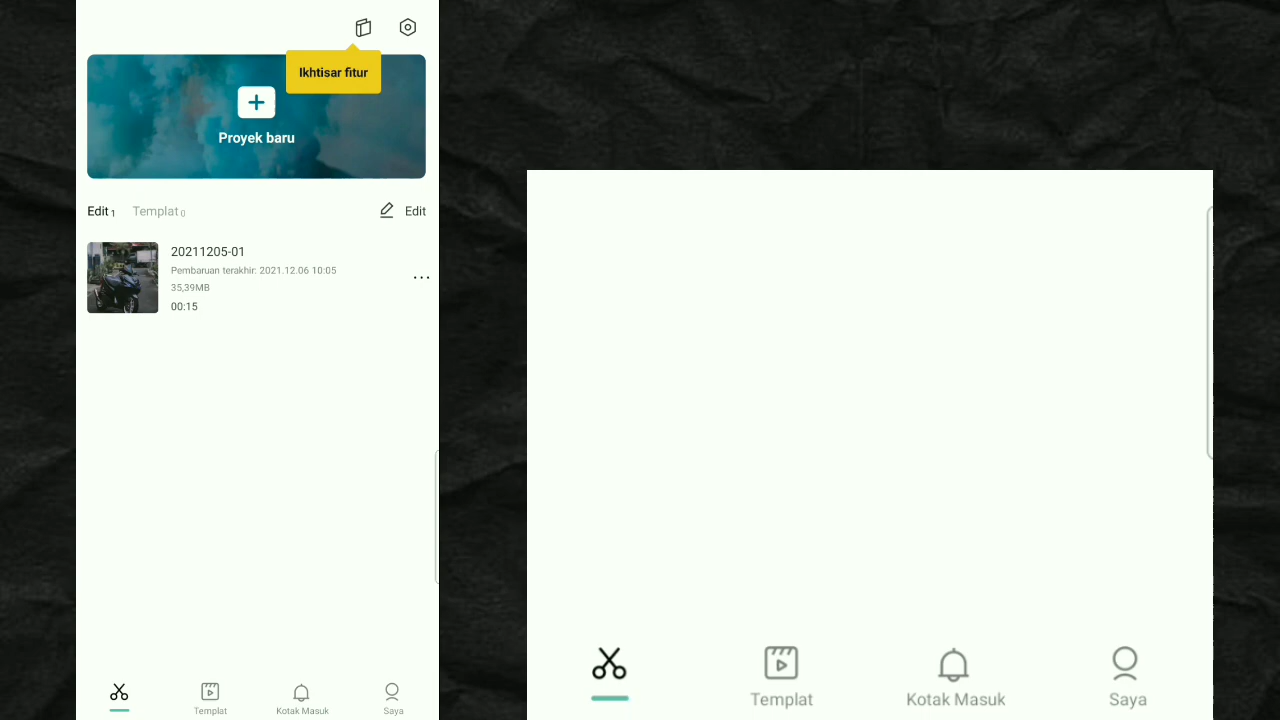 Ikhtisar fitur
Proyek baru
Edit 1
Templat 0
Edit
20211205-01
Pembaruan terakhir: 2021.12.06 10:05
35,39MB
00:15
Templat
Kotak Masuk
Saya
Templat
Kotak Masuk
Saya